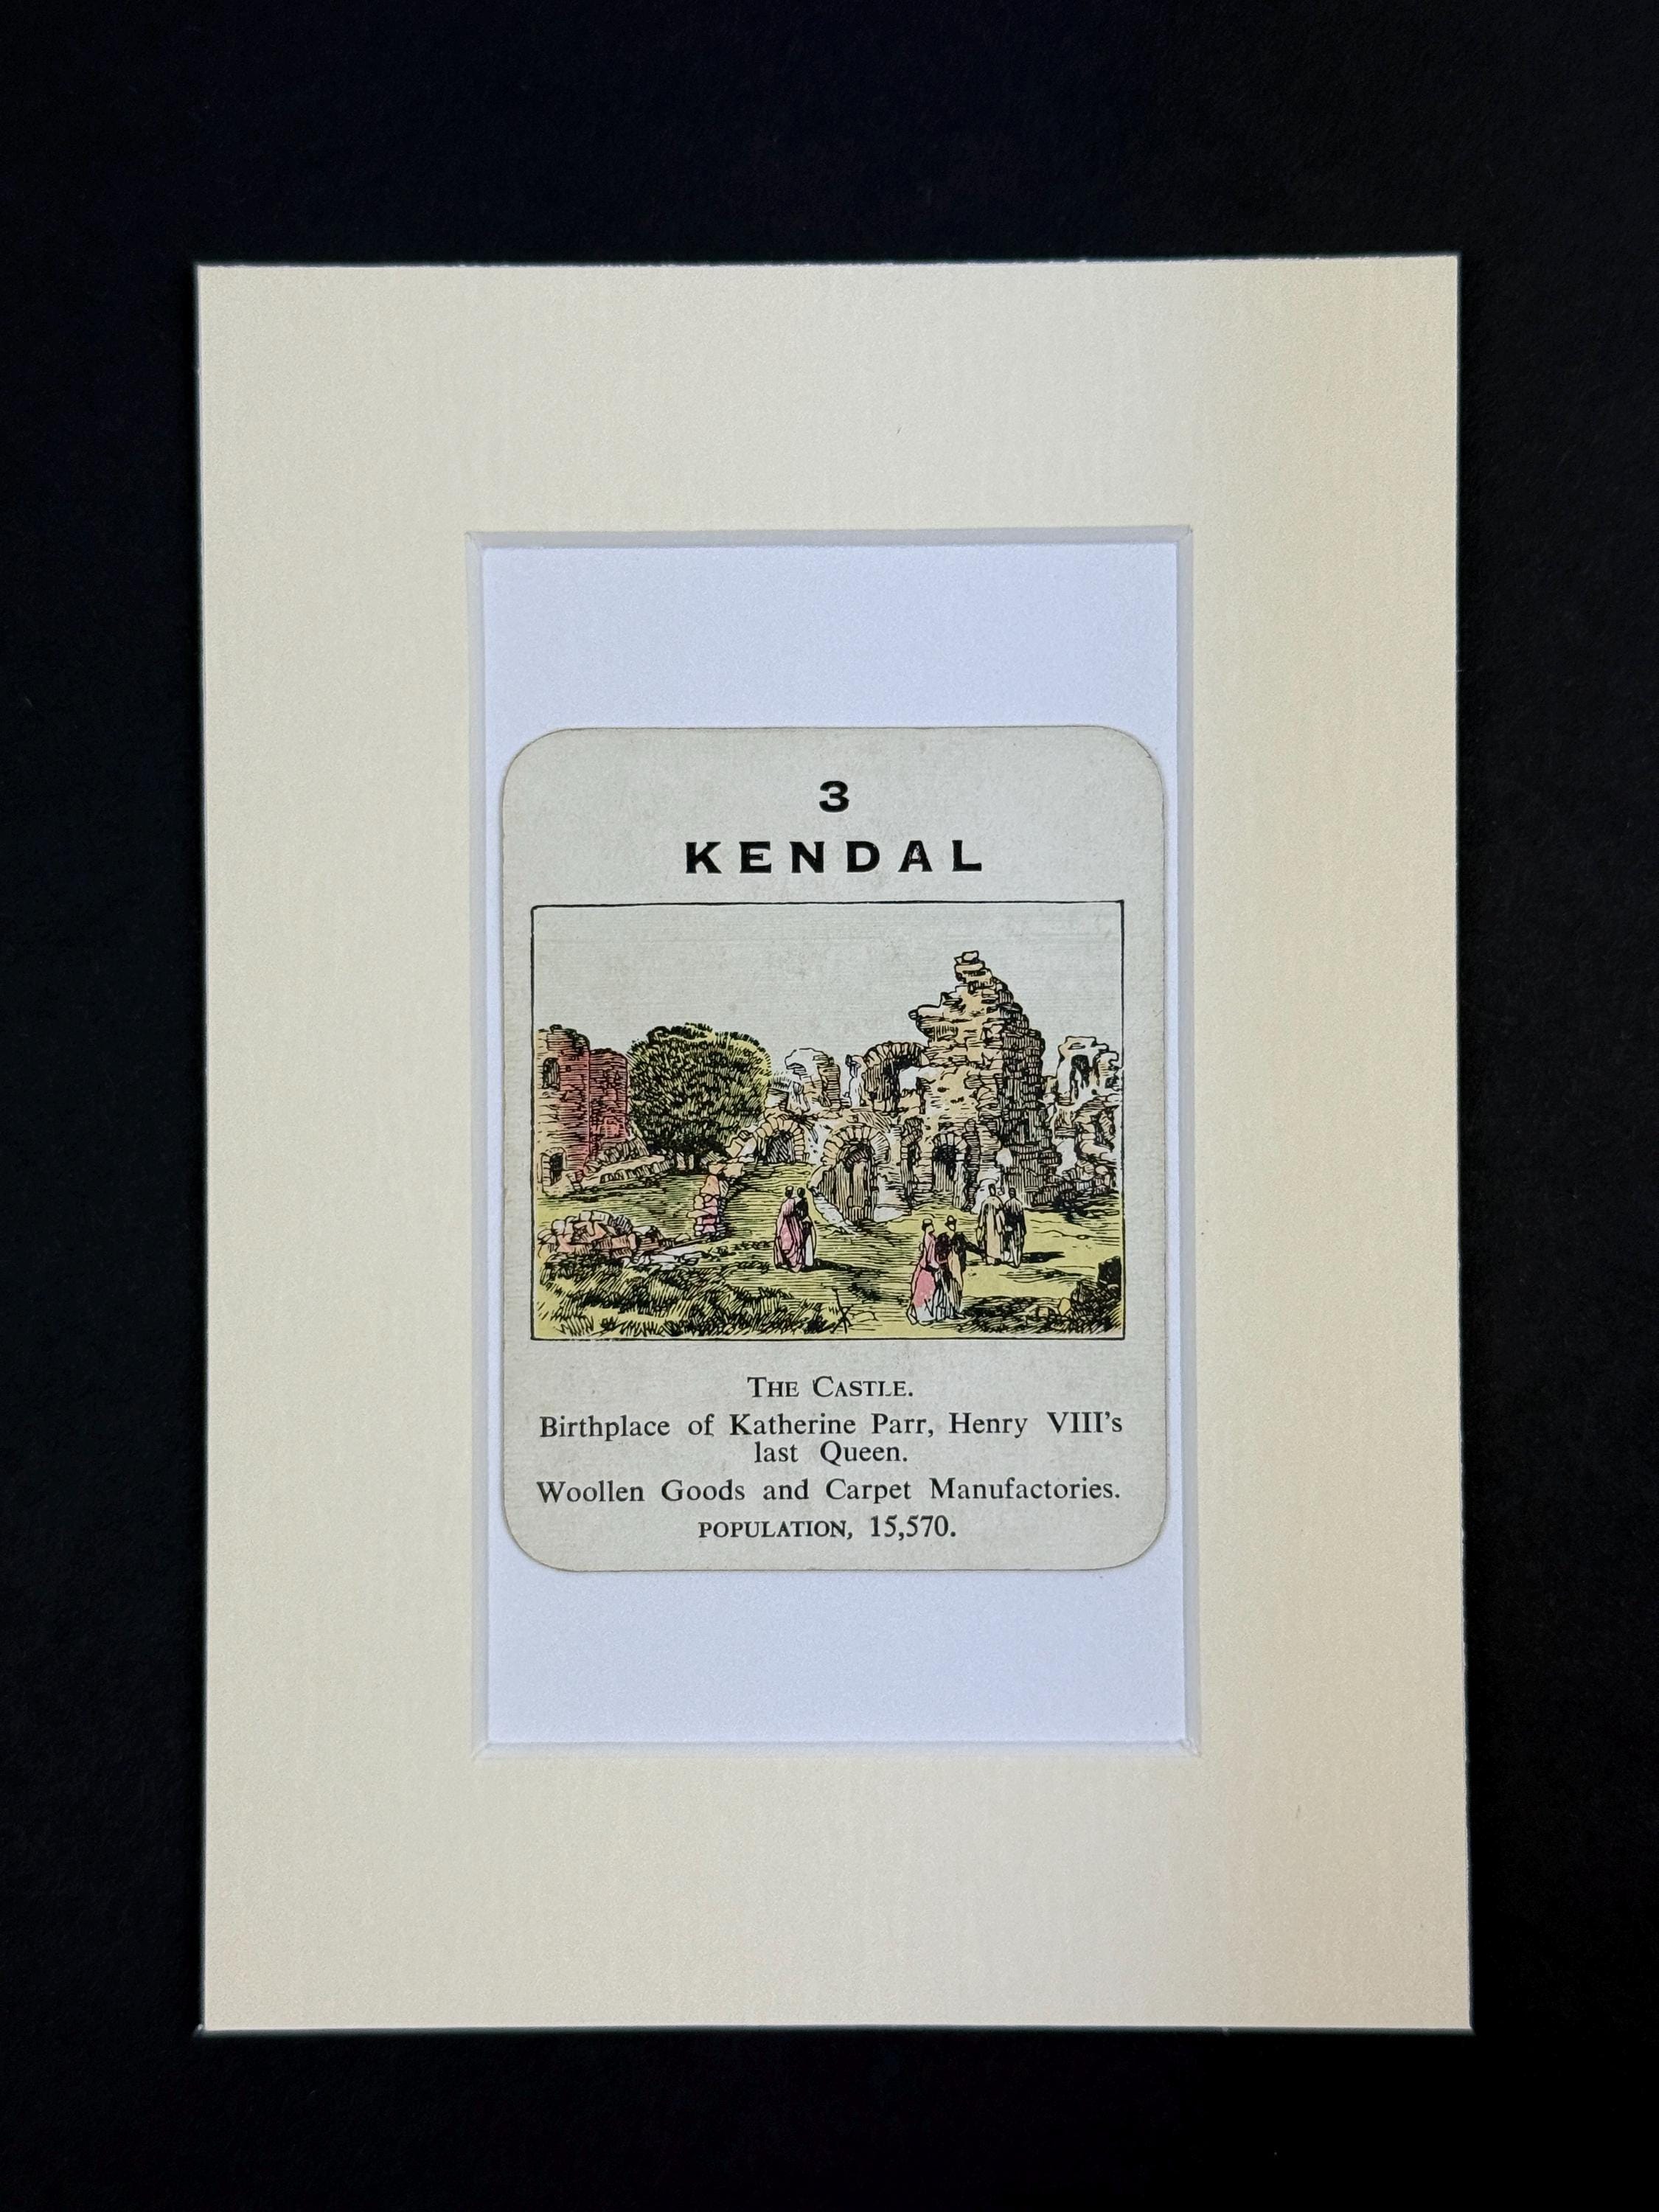 3
KENDAL
THE CASTLE.
Birthplace of Katherine Parr, Henry VIII's
last Queen.
Woollen Goods and Carpet Manufactories.
POPULATION, 15,570.